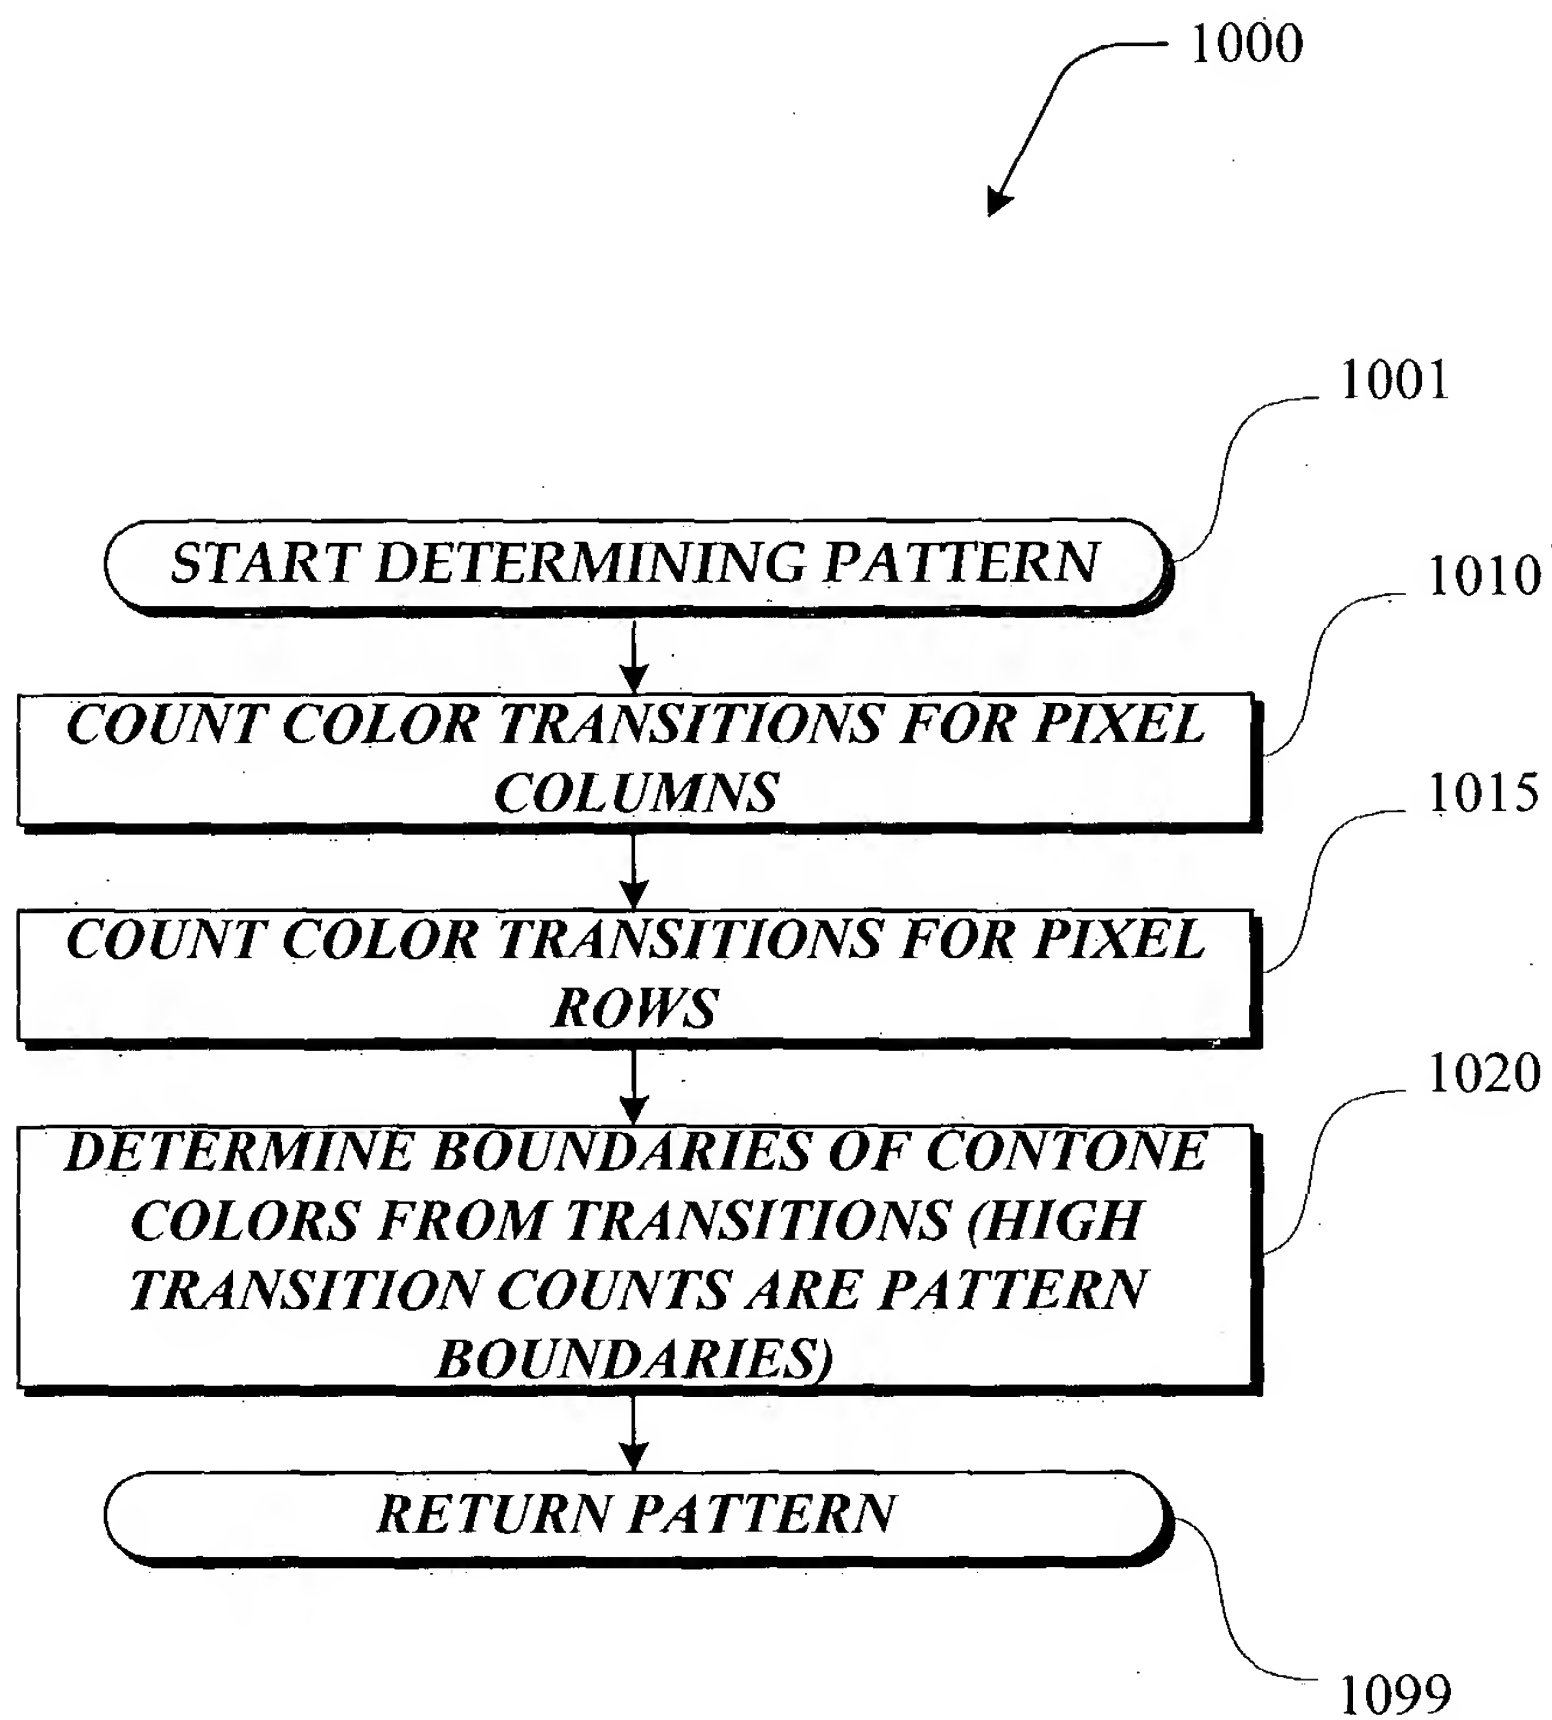 1000
1001
START DETERMINING PATTERN
1010
COUNT COLOR TRANSITIONS FOR PIXEL
COLUMNS
1015
COUNT COLOR TRANSITIONS FOR PIXEL
ROWS
1020
DETERMINE BOUNDARIES OF CONTONE
COLORS FROM TRANSITIONS (HIGH
TRANSITION COUNTS ARE PATTERN
BOUNDARIES)
RETURN PATTERN
1099